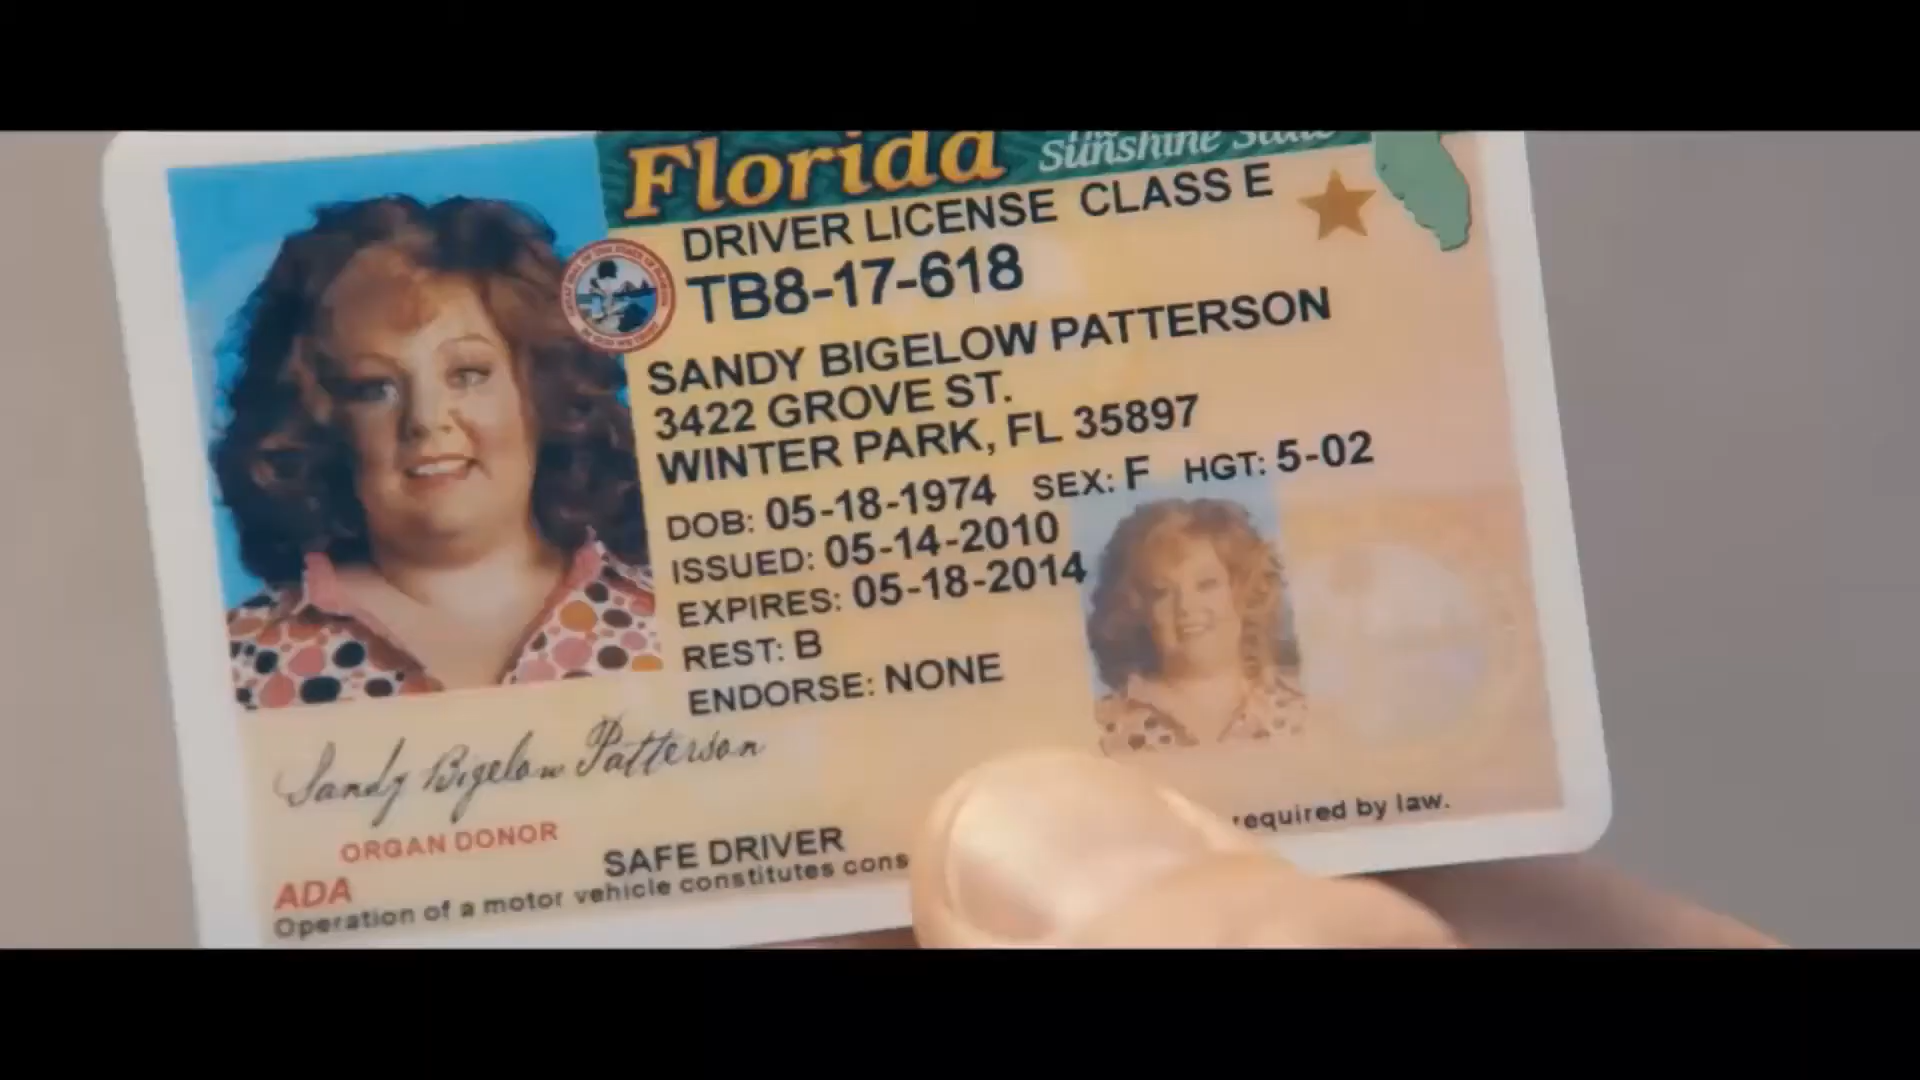 Florida The Sunshine State
DRIVER LICENSE CLASS E
TB8-17-618
SANDY BIGELOW PATTERSON
3422 GROVE ST.
WINTER PARK, FL 35897
DOB: 05-18-1974 SEX: F HGT: 5-02
ISSUED: 05-14-2010
EXPIRES: 05-18-2014
REST: B
ENDORSE: NONE
Sandy Bigelow Patterson
ORGAN DONOR
SAFE DRIVER
ADA
Operation of a motor vehicle constitutes cons required by law.